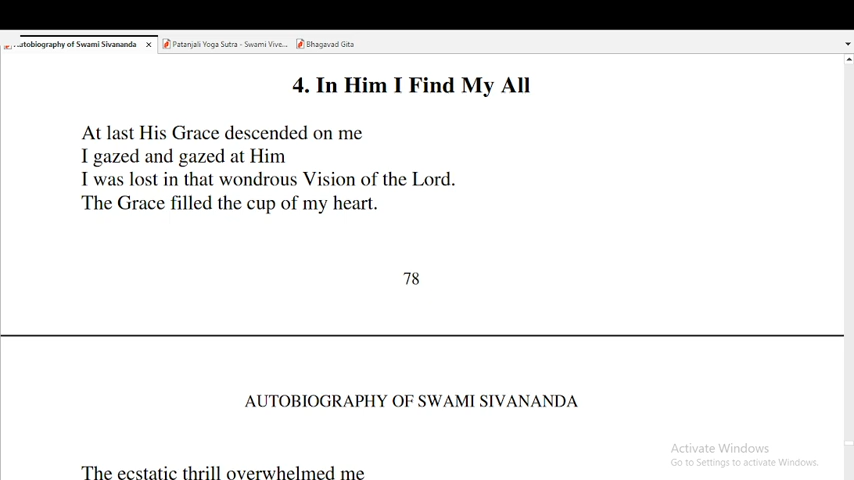 Autobiography of Swami Sivananda
Patanjali Yoga Sutra - Swami Vive...
Bhagavad Gita
4. In Him I Find My All
At last His Grace descended on me
I gazed and gazed at Him
I was lost in that wondrous Vision of the Lord.
The Grace filled the cup of my heart.
78
AUTOBIOGRAPHY OF SWAMI SIVANANDA
Activate Windows
Go to Settings to activate Windows.
The ecstatic thrill overwhelmed me